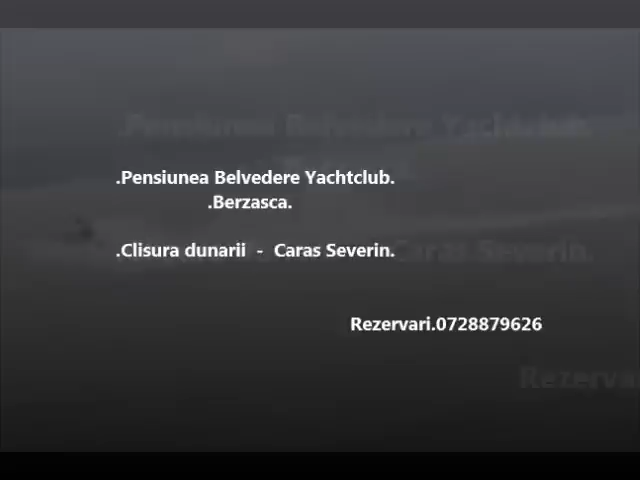 .Pensiunea Belvedere Yachtclub.
.Berzasca.
.Clisura dunarii - Caras Severin.
Rezervari.0728879626